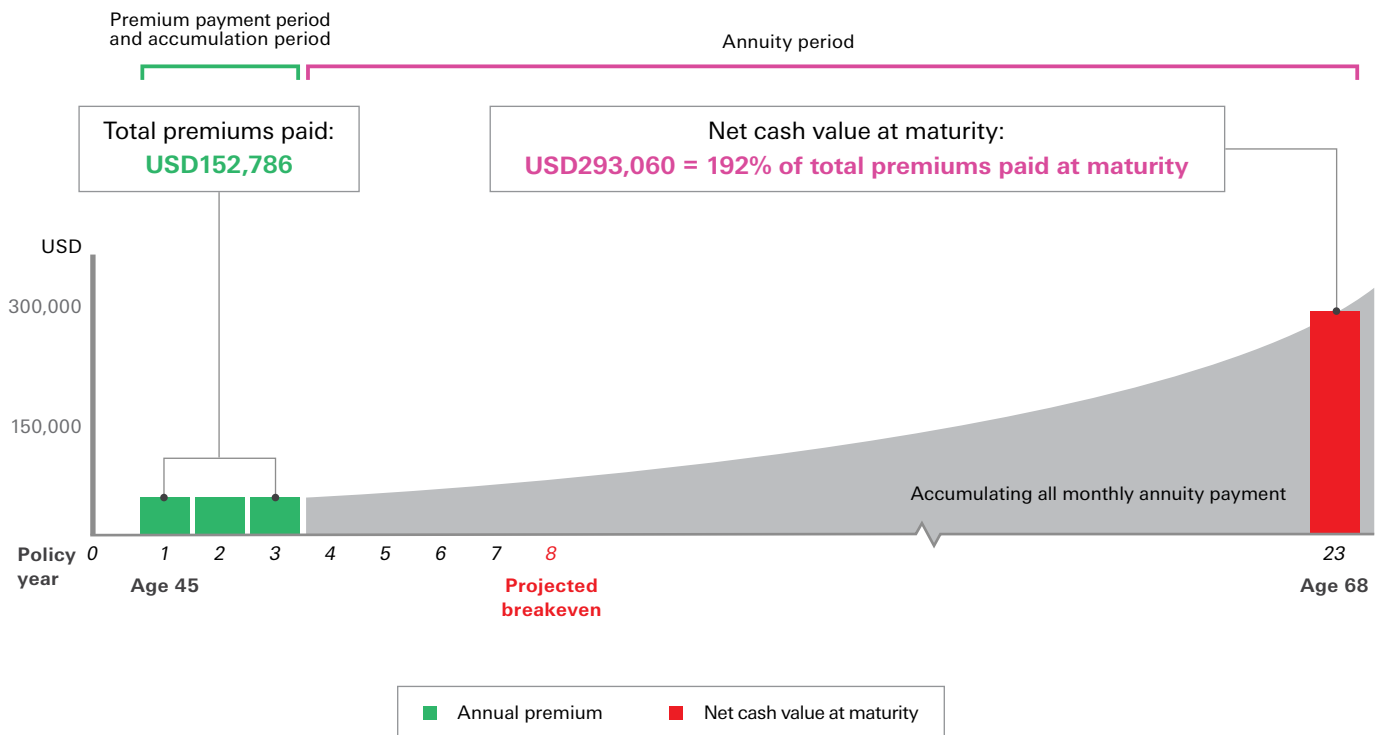 Premium payment period
and accumulation period
Annuity period
Total premiums paid:
USD152,786
Net cash value at maturity:
USD293,060 = 192% of total premiums paid at maturity
USD
300,000
150,000
Accumulating all monthly annuity payment
Policy year
0 1 2 3 4 5 6 7 8 23
Age 45
Projected breakeven
Age 68
Annual premium
Net cash value at maturity